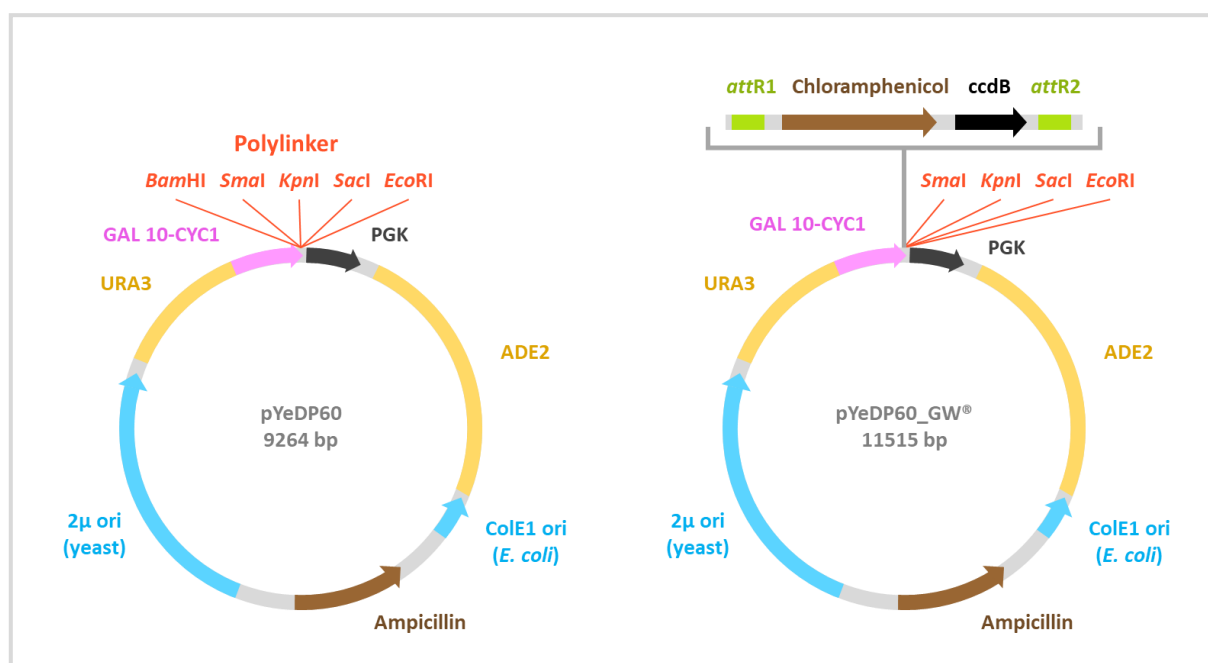 Polylinker
BamHI SmaI KpnI SacI EcoRI
GAL 10-CYC1
PGK
URA3
ADE2
pYeDP60
9264 bp
2μ ori
(yeast)
ColE1 ori
(E. coli)
Ampicillin
attR1 Chloramphenicol ccdB attR2
SmaI KpnI SacI EcoRI
GAL 10-CYC1
PGK
URA3
ADE2
pYeDP60_GW®
11515 bp
2μ ori
(yeast)
ColE1 ori
(E. coli)
Ampicillin